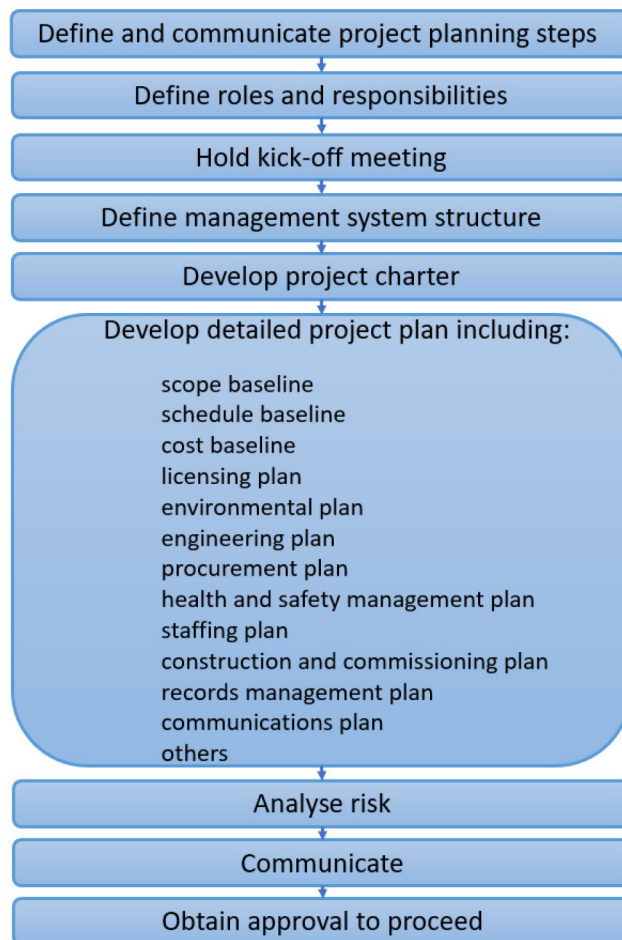 Define and communicate project planning steps
Define roles and responsibilities
Hold kick-off meeting
Define management system structure
Develop project charter
Develop detailed project plan including:
scope baseline
schedule baseline
cost baseline
licensing plan
environmental plan
engineering plan
procurement plan
health and safety management plan
staffing plan
construction and commissioning plan
records management plan
communications plan
others
Analyse risk
Communicate
Obtain approval to proceed